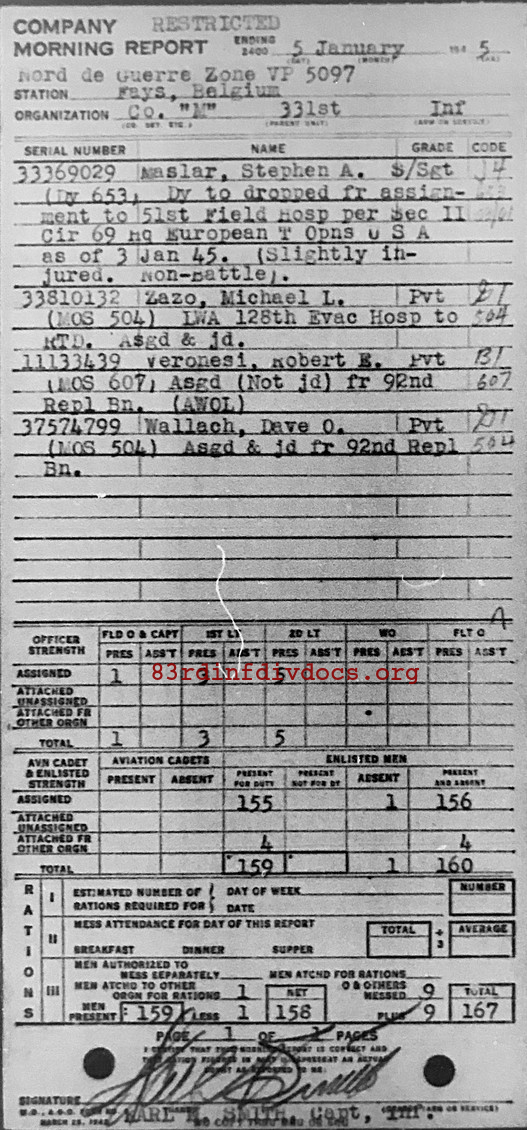 COMPANY RESTRICTED
MORNING REPORT ENDING 2400 5 January 194 5
Nord de Guerre Zone VP 5097
STATION Fays, Belgium
ORGANIZATION Co. "M" 331st Inf
SERIAL NUMBER NAME GRADE CODE
33369029 Maslar, Stephen A. S/Sgt J4
(Dy 653) Dy to dropped fr assign-
ment to 51st Field Hosp per Sec II
Cir 69 Hq European T Opns U S A
as of 3 Jan 45. (Slightly in-
jured. Non-Battle).
33810132 Zazo, Michael L. Pvt
(MOS 504) LWA 128th Evac Hosp to 504
RTD. Asgd & jd.
11133439 Veronesi, Robert E. Pvt B1
(MOS 607) Asgd (Not jd) fr 92nd 607
Repl Bn. (AWOL)
37574799 Wallach, Dave O. Pvt
(MOS 504) Asgd & jd fr 92nd Repl 504
Bn.
OFFICER STRENGTH FLD O & CAPT 1ST LT 2D LT WO FLT O
PRES ABS'T PRES ABS'T PRES ABS'T PRES ABS'T PRES ABS'T
ASSIGNED 1 3 5
83rdinfdivdocs.org
ATTACHED UNASSIGNED
ATTACHED FR OTHER ORGN
TOTAL 1 3 5
AVN CADET & ENLISTED STRENGTH AVIATION CADETS ENLISTED MEN
PRESENT ABSENT PRESENT FOR DUTY PRESENT NOT FOR DY ABSENT PRESENT AND ABSENT
ASSIGNED 155 1 156
ATTACHED UNASSIGNED
ATTACHED FR OTHER ORGN 4 4
TOTAL 159 1 160
RATIONS
I ESTIMATED NUMBER OF RATIONS REQUIRED FOR { DAY OF WEEK DATE NUMBER
II MESS ATTENDANCE FOR DAY OF THIS REPORT TOTAL ÷ 3 AVERAGE
BREAKFAST DINNER SUPPER
III MEN AUTHORIZED TO MESS SEPARATELY MEN ATCHD FOR RATIONS
MEN ATCHD TO OTHER ORGN FOR RATIONS 1 NET O & OTHERS MESSED 9 TOTAL
MEN PRESENT 159 LESS 1 158 PLUS 9 167
PAGE 1 OF 1 PAGES
SIGNATURE
KARL H. SMITH, Capt, Inf.
MARCH 25, 1943